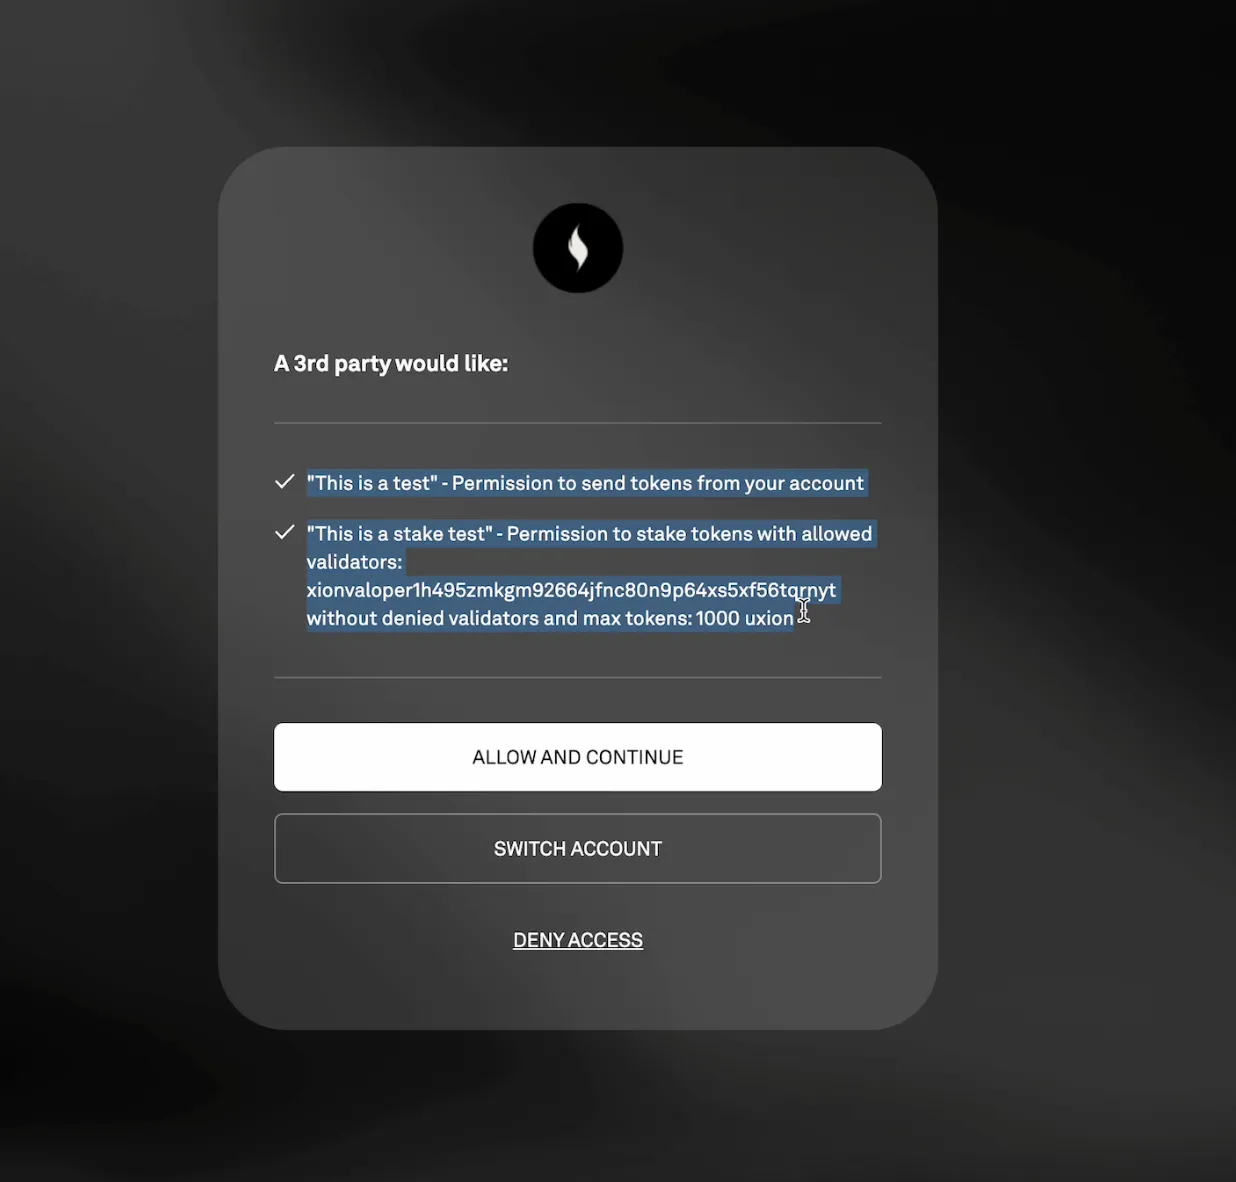 A 3rd party would like:
"This is a test" - Permission to send tokens from your account
"This is a stake test" - Permission to stake tokens with allowed
validators:
xionvaloper1h495zmkgm92664jfnc80n9p64xs5xf56tqrnyt
without denied validators and max tokens: 1000 uxion
ALLOW AND CONTINUE
SWITCH ACCOUNT
DENY ACCESS